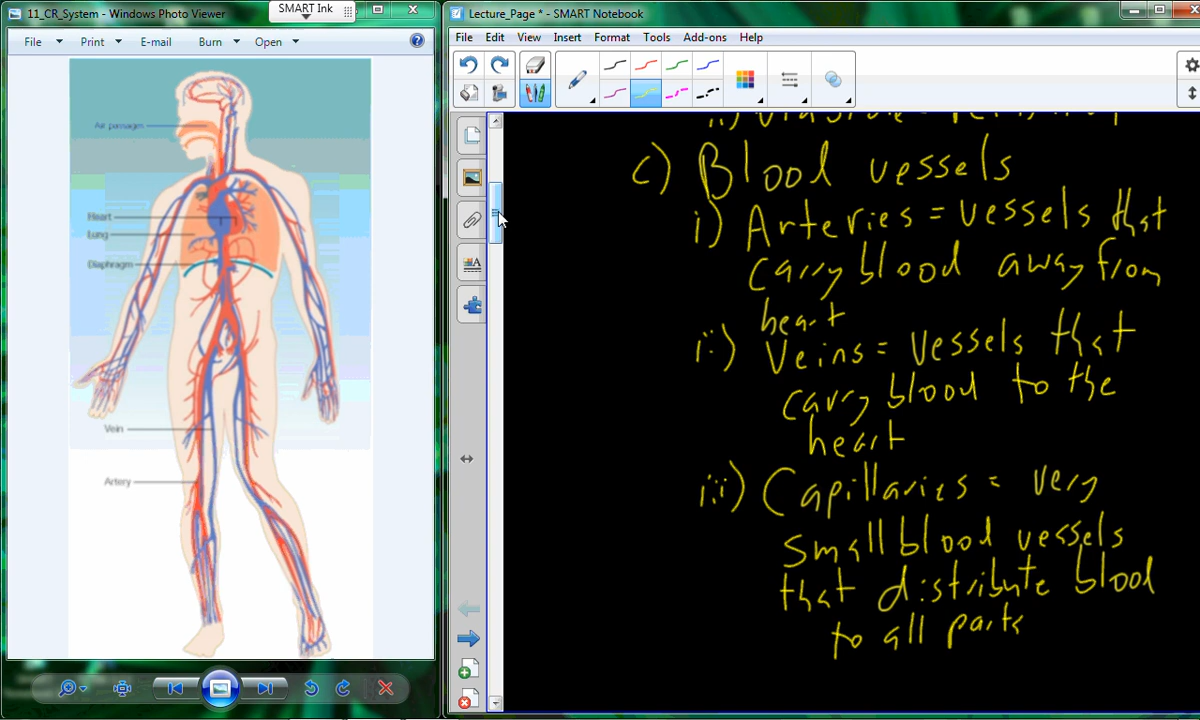 11_CR_System - Windows Photo Viewer
SMART Ink
File Print E-mail Burn Open
Air passages
Heart
Lung
Diaphragm
Vein
Artery
Lecture_Page * - SMART Notebook
File Edit View Insert Format Tools Add-ons Help
c) Blood vessels
i) Arteries = vessels that
carry blood away from
heart
ii) Veins = vessels that
carry blood to the
heart
iii) Capillaries = very
small blood vessels
that distribute blood
to all parts